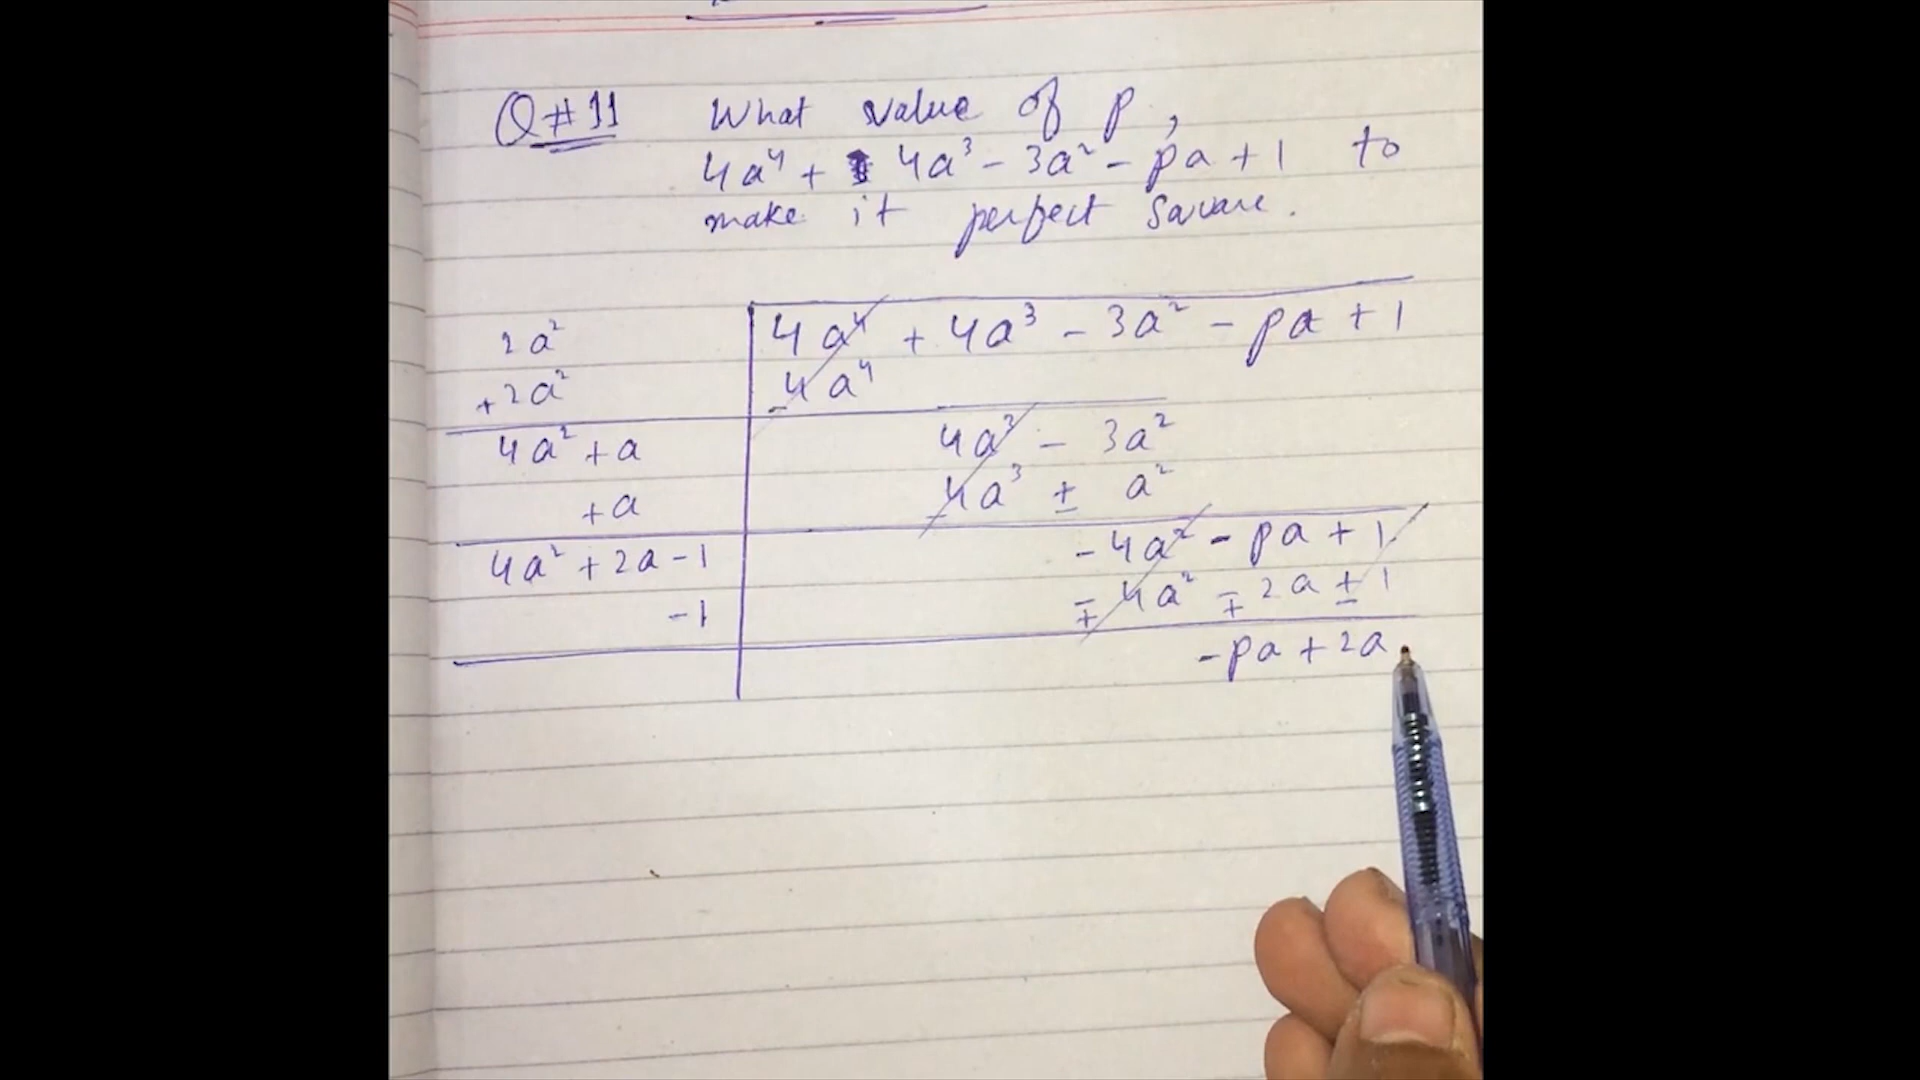 Q#11 What value of p,
4a⁴ + 4a³ - 3a² - pa + 1 to
make it perfect Savare.
2a²
4a⁴ + 4a³ - 3a² - pa + 1
+2a²
-4a⁴
4a² + a
4a³ - 3a²
+a
-4a³ ± a²
4a² + 2a - 1
-4a² - pa + 1
-1
∓4a² ∓ 2a ± 1
-pa + 2a